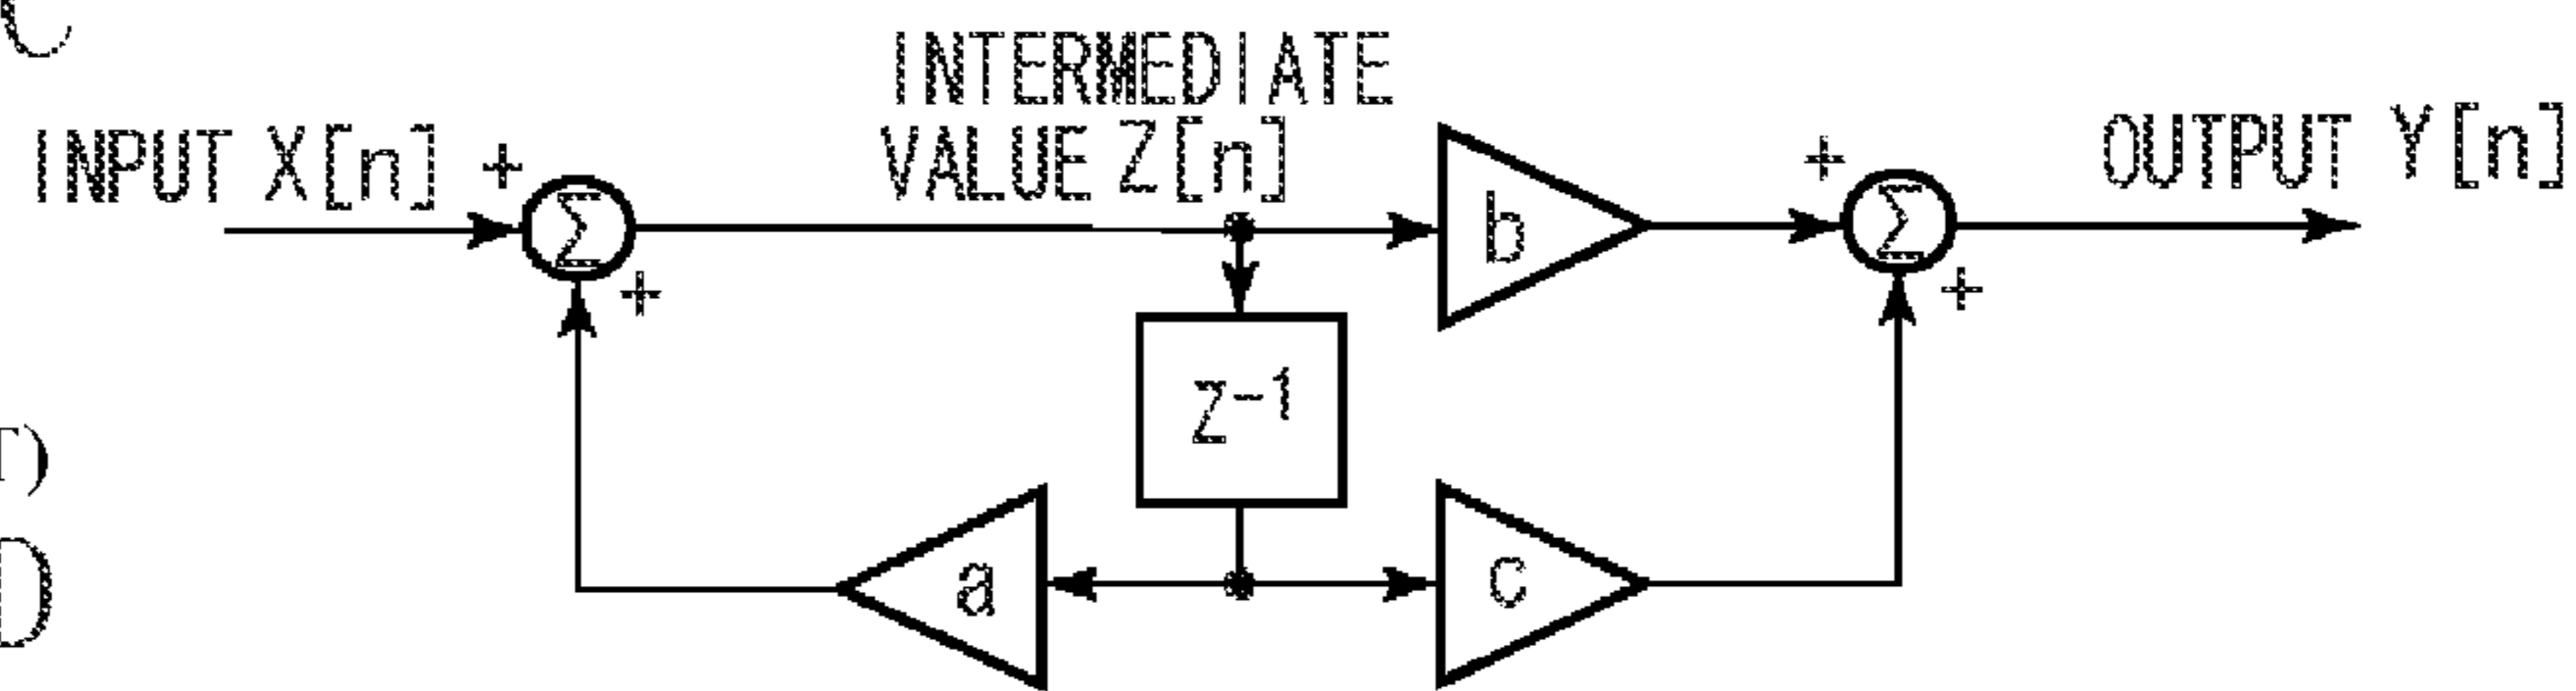 C
INTERMEDIATE
INPUT X[n] + VALUE Z[n] + OUTPUT Y[n]
Σ b Σ
+ +
z⁻¹
T)
a c
D